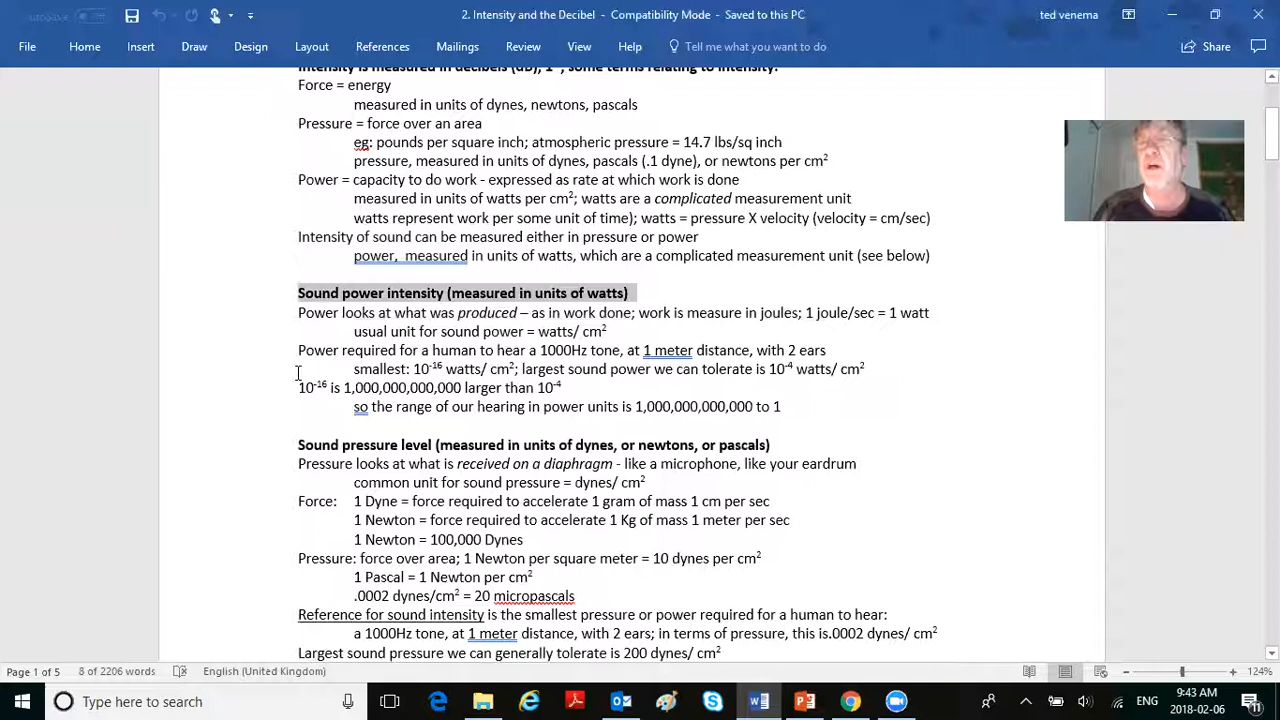 AutoSave
2. Intensity and the Decibel - Compatibility Mode - Saved to this PC
ted venema
File Home Insert Draw Design Layout References Mailings Review View Help Tell me what you want to do Share
Intensity is measured in decibels (dB); 1st, some terms relating to intensity:
Force = energy
measured in units of dynes, newtons, pascals
Pressure = force over an area
eg: pounds per square inch; atmospheric pressure = 14.7 lbs/sq inch
pressure, measured in units of dynes, pascals (.1 dyne), or newtons per cm²
Power = capacity to do work - expressed as rate at which work is done
measured in units of watts per cm²; watts are a complicated measurement unit
watts represent work per some unit of time); watts = pressure X velocity (velocity = cm/sec)
Intensity of sound can be measured either in pressure or power
power, measured in units of watts, which are a complicated measurement unit (see below)
Sound power intensity (measured in units of watts)
Power looks at what was produced – as in work done; work is measure in joules; 1 joule/sec = 1 watt
usual unit for sound power = watts/ cm²
Power required for a human to hear a 1000Hz tone, at 1 meter distance, with 2 ears
smallest: 10⁻¹⁶ watts/ cm²; largest sound power we can tolerate is 10⁻⁴ watts/ cm²
10⁻¹⁶ is 1,000,000,000,000 larger than 10⁻⁴
so the range of our hearing in power units is 1,000,000,000,000 to 1
Sound pressure level (measured in units of dynes, or newtons, or pascals)
Pressure looks at what is received on a diaphragm - like a microphone, like your eardrum
common unit for sound pressure = dynes/ cm²
Force: 1 Dyne = force required to accelerate 1 gram of mass 1 cm per sec
1 Newton = force required to accelerate 1 Kg of mass 1 meter per sec
1 Newton = 100,000 Dynes
Pressure: force over area; 1 Newton per square meter = 10 dynes per cm²
1 Pascal = 1 Newton per cm²
.0002 dynes/cm² = 20 micropascals
Reference for sound intensity is the smallest pressure or power required for a human to hear:
a 1000Hz tone, at 1 meter distance, with 2 ears; in terms of pressure, this is.0002 dynes/ cm²
Largest sound pressure we can generally tolerate is 200 dynes/ cm²
Page 1 of 5 8 of 2206 words English (United Kingdom) 124%
Type here to search
ENG
9:43 AM
2018-02-06
11